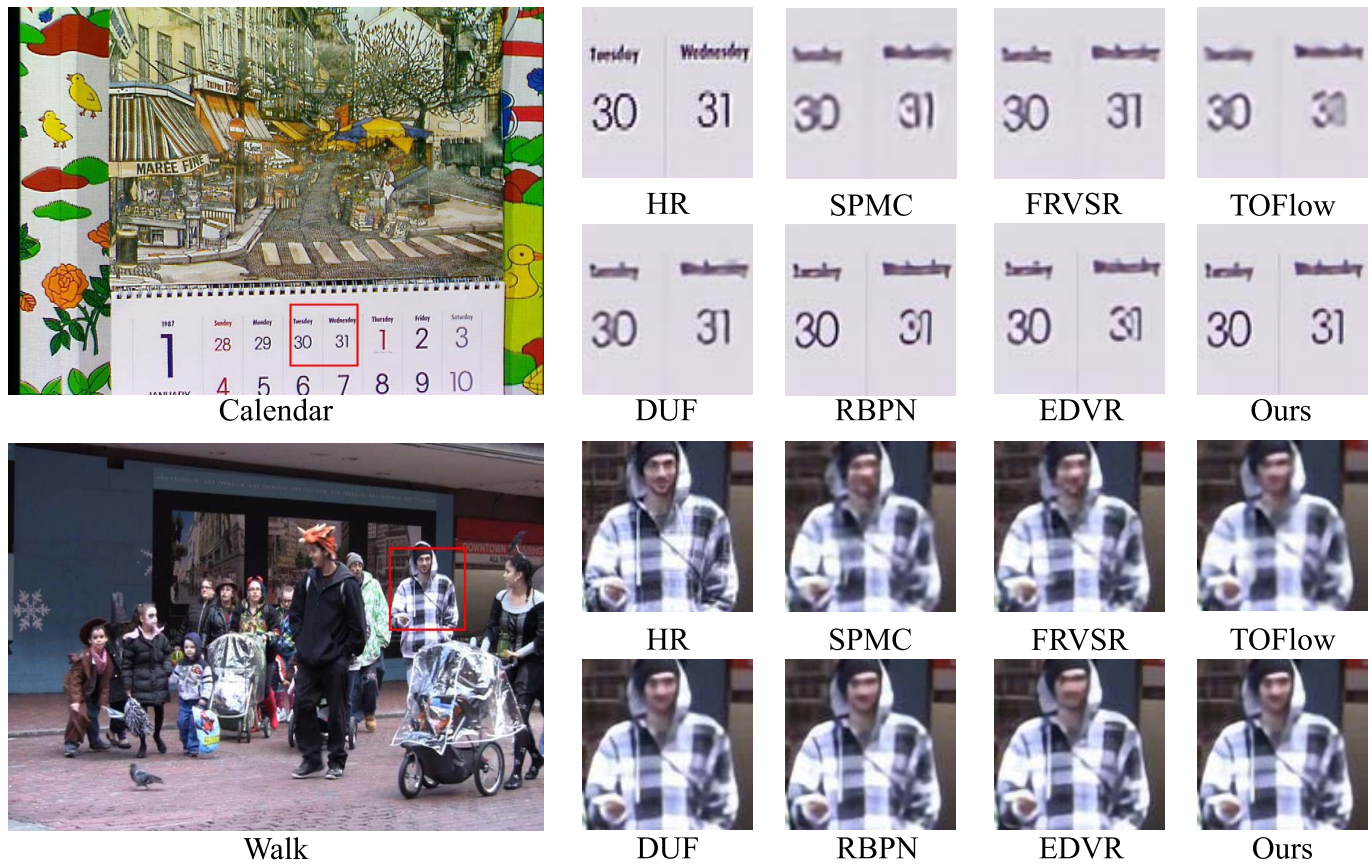 MAREE FINE
1987
1
JANUARY
Sunday Monday Tuesday Wednesday Thursday Friday Saturday
28 29 30 31 1 2 3
4 5 6 7 8 9 10
Calendar
Tuesday Wednesday
30 31
HR
30 31
SPMC
30 31
FRVSR
30 31
TOFlow
30 31
DUF
30 31
RBPN
30 31
EDVR
30 31
Ours
DOWNTOWN
Walk
HR
SPMC
FRVSR
TOFlow
DUF
RBPN
EDVR
Ours